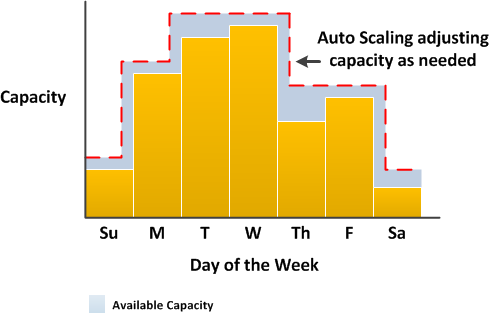 Auto Scaling adjusting
capacity as needed
Capacity
Su M T W Th F Sa
Day of the Week
Available Capacity